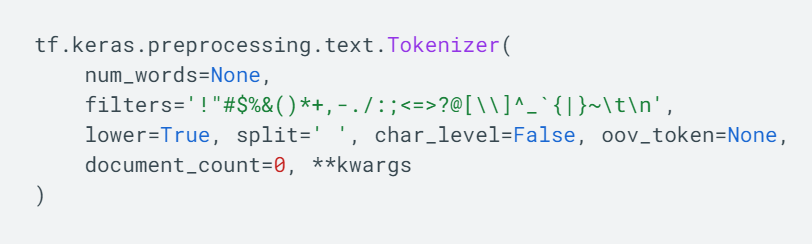 tf.keras.preprocessing.text.Tokenizer(
    num_words=None,
    filters='!"#$%&()*+,-./:;<=>?@[\\]^_`{|}~\t\n',
    lower=True, split=' ', char_level=False, oov_token=None,
    document_count=0, **kwargs
)